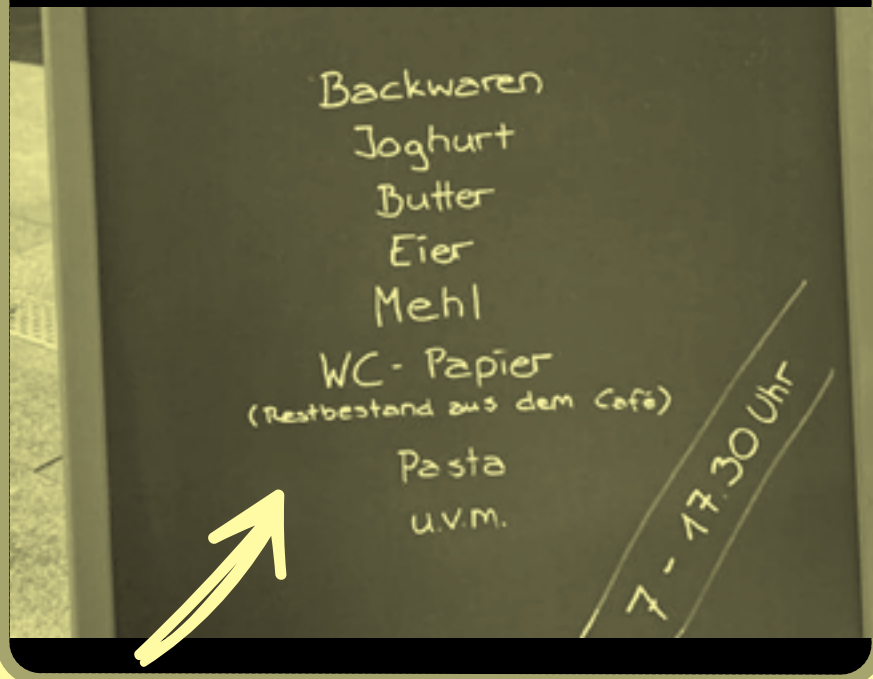 Backwaren
Joghurt
Butter
Eier
Mehl
WC-Papier
(Restbestand aus dem Café)
Pasta
u.v.m.
7 - 17.30 Uhr